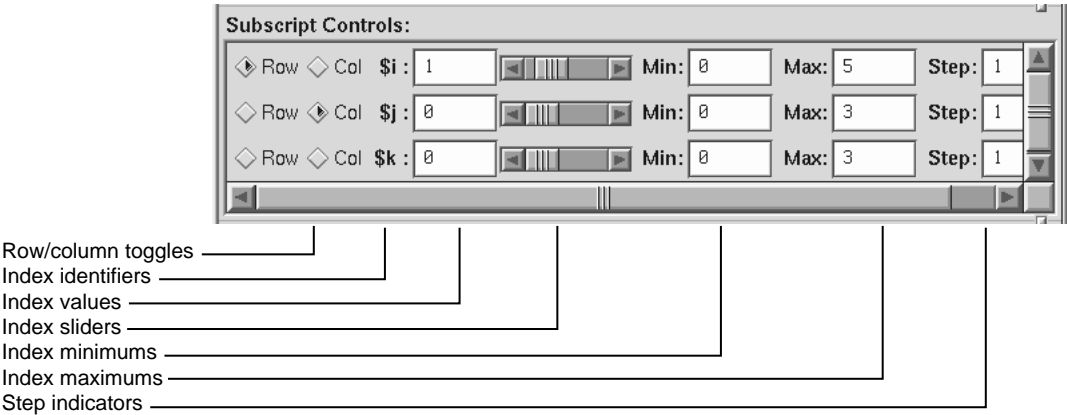 Subscript Controls:
Row Col $i : 1 Min: 0 Max: 5 Step: 1
Row Col $j : 0 Min: 0 Max: 3 Step: 1
Row Col $k : 0 Min: 0 Max: 3 Step: 1
Row/column toggles
Index identifiers
Index values
Index sliders
Index minimums
Index maximums
Step indicators